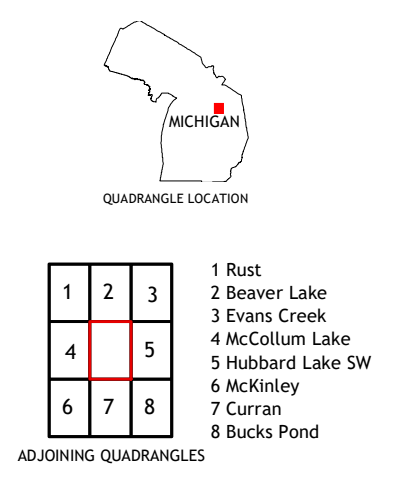 MICHIGAN
QUADRANGLE LOCATION
1 2 3
4 5
6 7 8
1 Rust
2 Beaver Lake
3 Evans Creek
4 McCollum Lake
5 Hubbard Lake SW
6 McKinley
7 Curran
8 Bucks Pond
ADJOINING QUADRANGLES